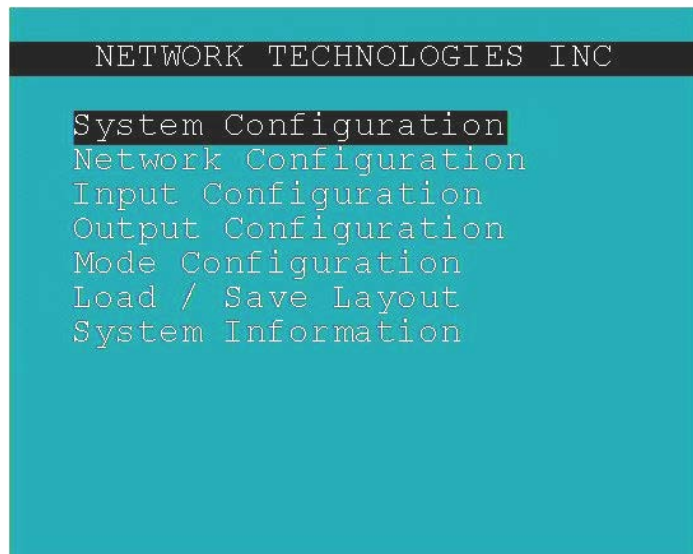 NETWORK TECHNOLOGIES INC
System Configuration
Network Configuration
Input Configuration
Output Configuration
Mode Configuration
Load / Save Layout
System Information